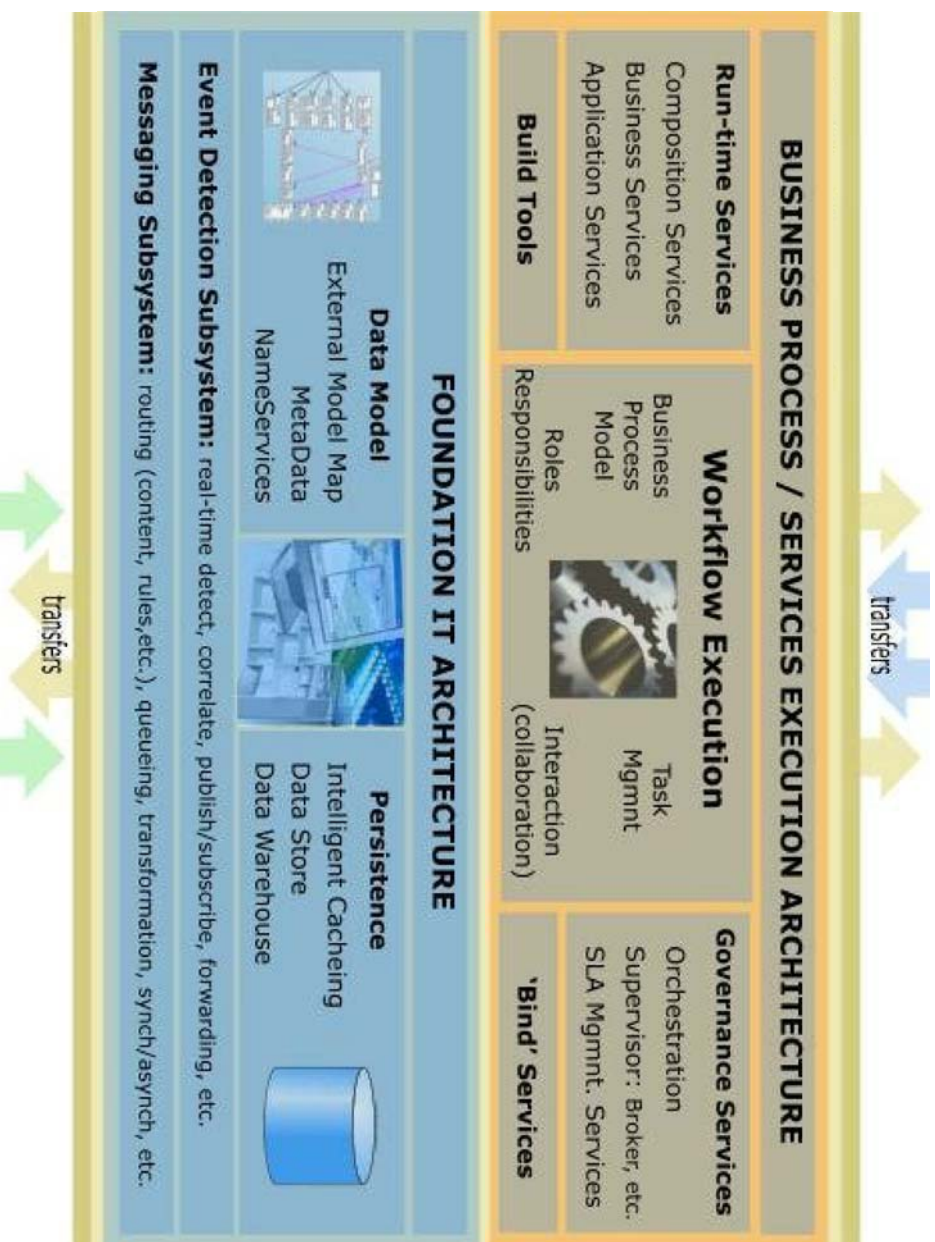 transfers
BUSINESS PROCESS / SERVICES EXECUTION ARCHITECTURE
Run-time Services
Composition Services
Business Services
Application Services
Build Tools
Workflow Execution
Business
Process
Model
Roles
Responsibilities
Task
Mgmnt
Interaction
(collaboration)
Governance Services
Orchestration
Supervisor: Broker, etc.
SLA Mgmnt. Services
‘Bind’ Services
FOUNDATION IT ARCHITECTURE
Data Model
External Model Map
MetaData
NameServices
Persistence
Intelligent Cacheing
Data Store
Data Warehouse
Event Detection Subsystem: real-time detect, correlate, publish/subscribe, forwarding, etc.
Messaging Subsystem: routing (content, rules,etc.), queueing, transformation, synch/asynch, etc.
transfers